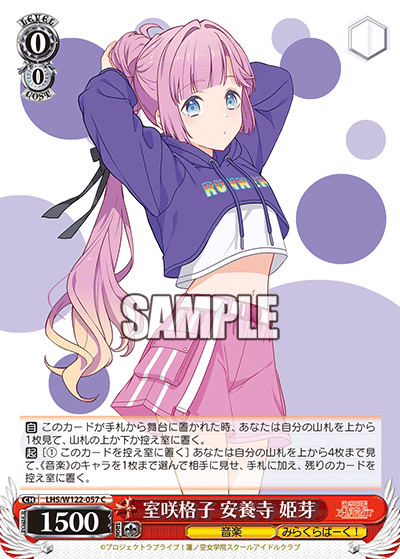 LEVEL
0
0
COST
RUNNER
SAMPLE
自 このカードが手札から舞台に置かれた時、あなたは自分の山札を上から
1枚見て、山札の上か下か控え室に置く。
起［① このカードを控え室に置く］あなたは自分の山札を上から4枚まで見
て、《音楽》のキャラを1枚まで選んで相手に見せ、手札に加え、残りのカードを
控え室に置く。
CH LHS/W122-057 C
1500
室咲格子 安養寺 姫芽
音楽
みらくらぱーく！
©プロジェクトラブライブ！蓮ノ空女学院スクールアイドルクラブ